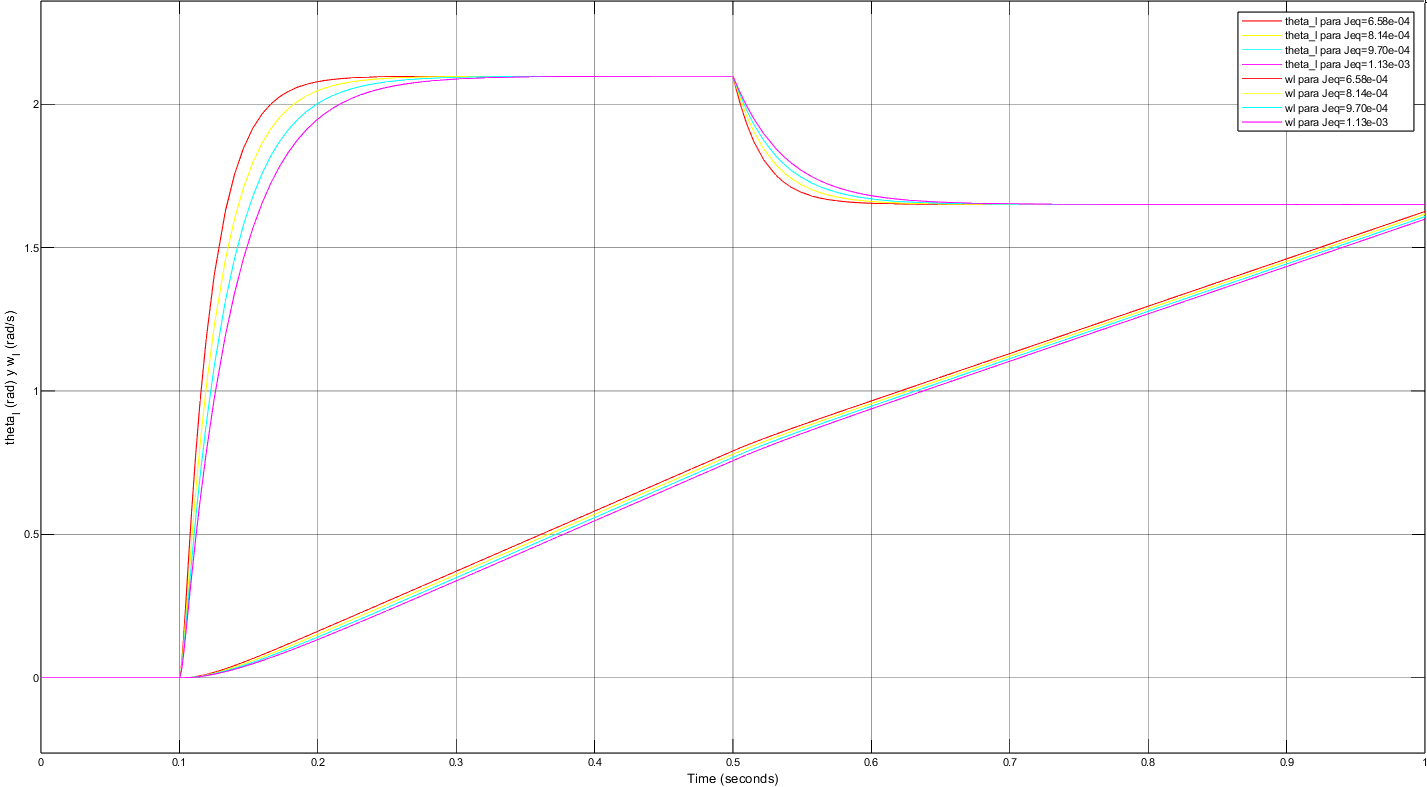 theta_l para Jeq=6.58e-04
theta_l para Jeq=8.14e-04
theta_l para Jeq=9.70e-04
theta_l para Jeq=1.13e-03
wl para Jeq=6.58e-04
wl para Jeq=8.14e-04
wl para Jeq=9.70e-04
wl para Jeq=1.13e-03
2
1.5
1
0.5
0
theta_l (rad) y w_l (rad/s)
0 0.1 0.2 0.3 0.4 0.5 0.6 0.7 0.8 0.9 1
Time (seconds)